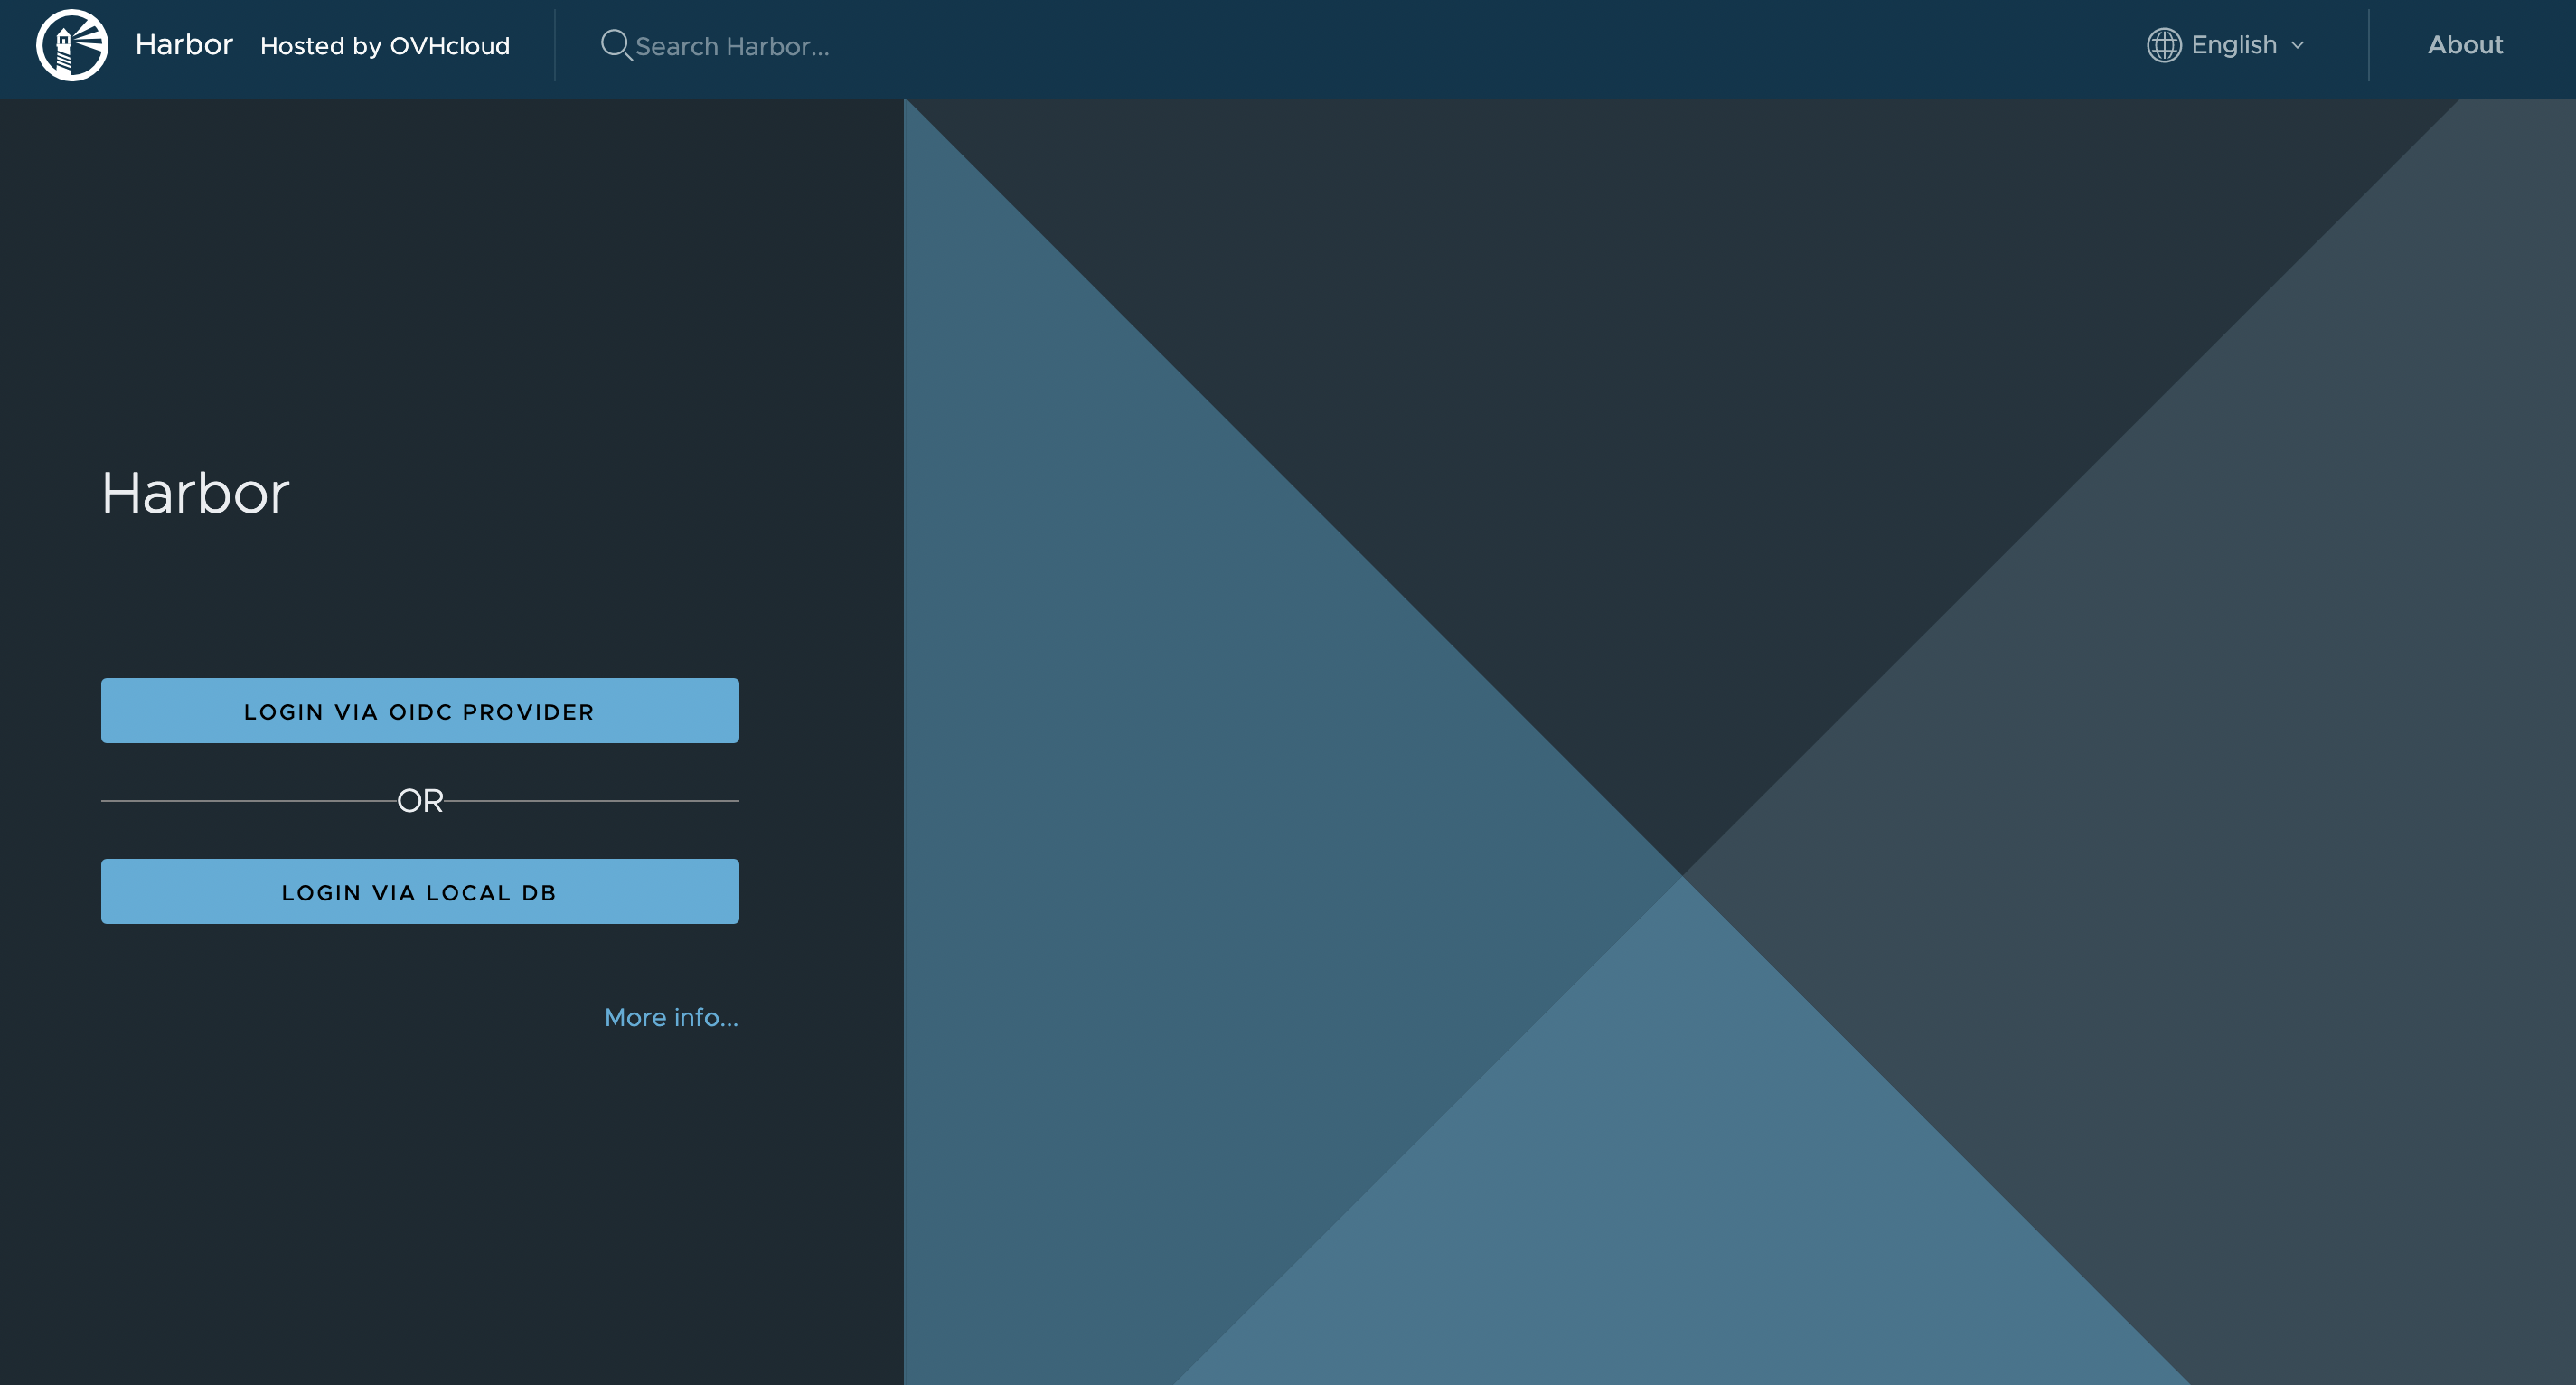 Harbor Hosted by OVHcloud Search Harbor... English About
Harbor
LOGIN VIA OIDC PROVIDER
OR
LOGIN VIA LOCAL DB
More info...